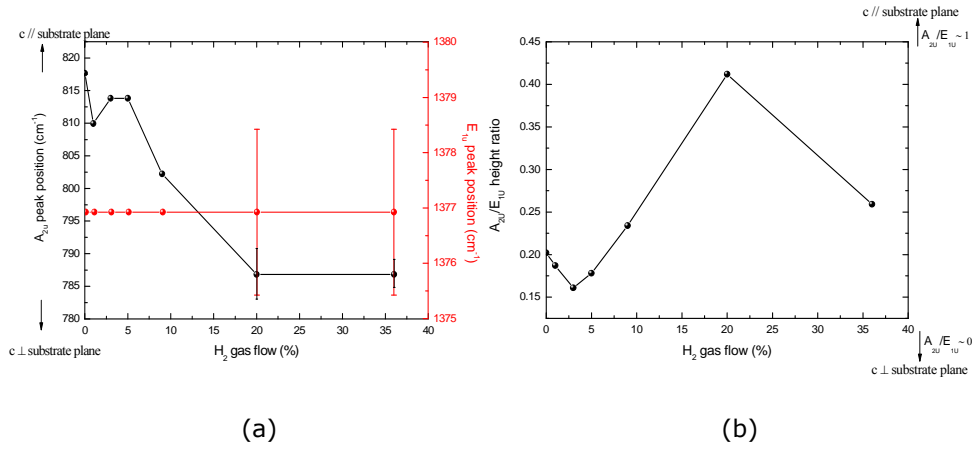 c // substrate plane
820
815
810
805
800
795
790
785
780
A2u peak position (cm-1)
c ⊥ substrate plane
0 5 10 15 20 25 30 35 40
H2 gas flow (%)
1380
1379
1378
1377
1376
1375
E1u peak position (cm-1)
(a)
c // substrate plane
A2U/E1U ~ 1
0.45
0.40
0.35
0.30
0.25
0.20
0.15
A2U/E1U height ratio
0 5 10 15 20 25 30 35 40
H2 gas flow (%)
A2U/E1U ~ 0
c ⊥ substrate plane
(b)